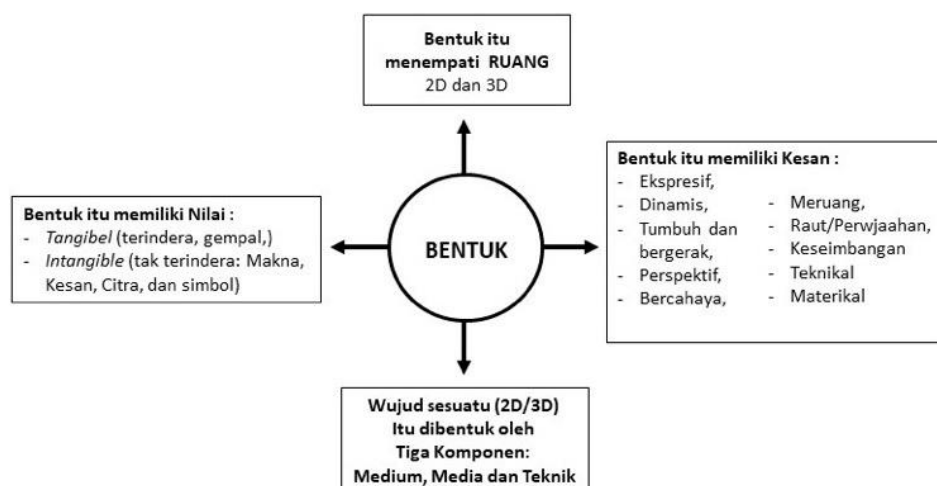 Bentuk itu
menempati RUANG
2D dan 3D
Bentuk itu memiliki Nilai :
- Tangibel (terindera, gempal,)
- Intangible (tak terindera: Makna,
Kesan, Citra, dan simbol)
BENTUK
Bentuk itu memiliki Kesan :
- Ekspresif,
- Dinamis,
- Tumbuh dan
bergerak,
- Perspektif,
- Bercahaya,
- Meruang,
- Raut/Perwjaahan,
- Keseimbangan
- Teknikal
- Materikal
Wujud sesuatu (2D/3D)
Itu dibentuk oleh
Tiga Komponen:
Medium, Media dan Teknik